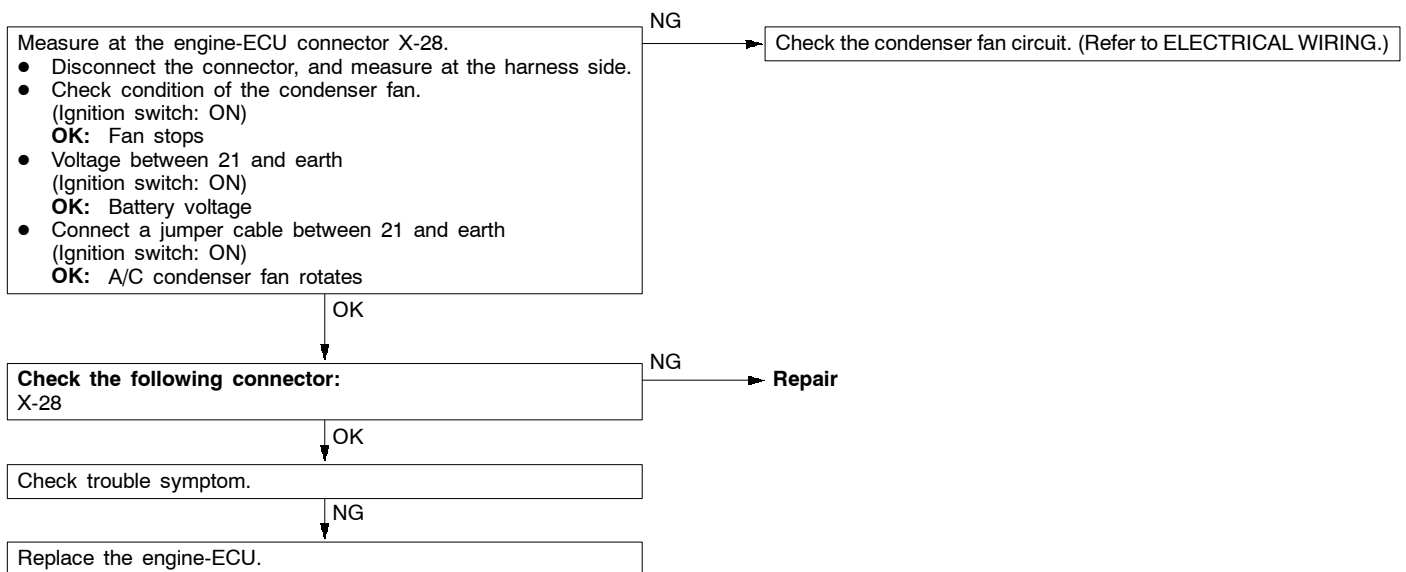 NG
Measure at the engine-ECU connector X-28.
● Disconnect the connector, and measure at the harness side.
● Check condition of the condenser fan.
(Ignition switch: ON)
OK: Fan stops
● Voltage between 21 and earth
(Ignition switch: ON)
OK: Battery voltage
● Connect a jumper cable between 21 and earth
(Ignition switch: ON)
OK: A/C condenser fan rotates
Check the condenser fan circuit. (Refer to ELECTRICAL WIRING.)
OK
NG
Check the following connector:
X-28
Repair
OK
Check trouble symptom.
NG
Replace the engine-ECU.